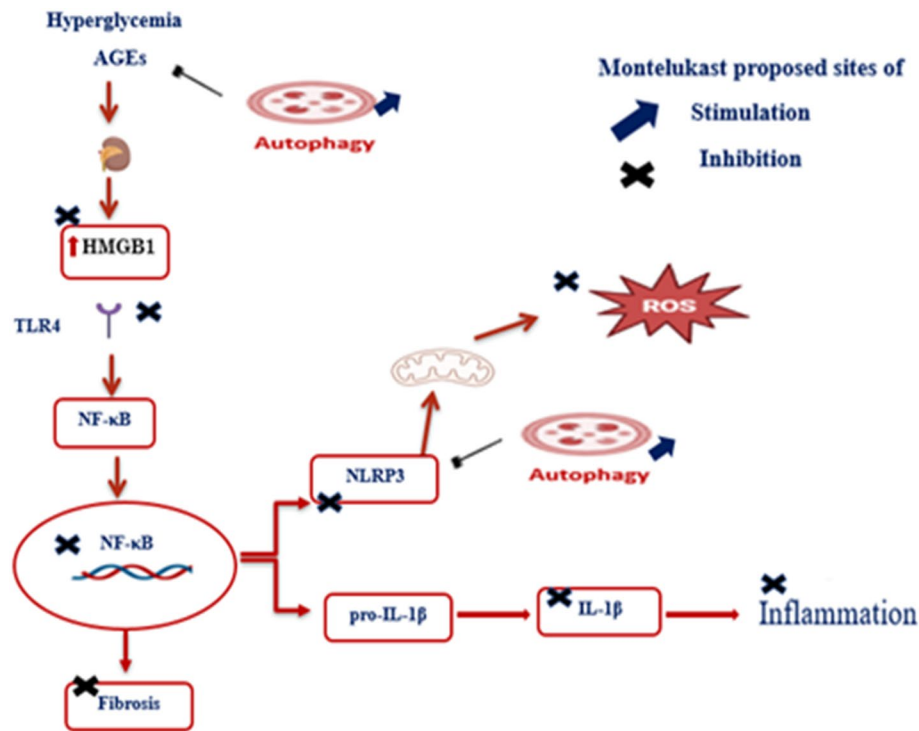 Hyperglycemia
AGEs
Autophagy
Montelukast proposed sites of
Stimulation
Inhibition
HMGB1
TLR4
ROS
NF-κB
NLRP3
Autophagy
NF-κB
pro-IL-1β
IL-1β
Inflammation
Fibrosis